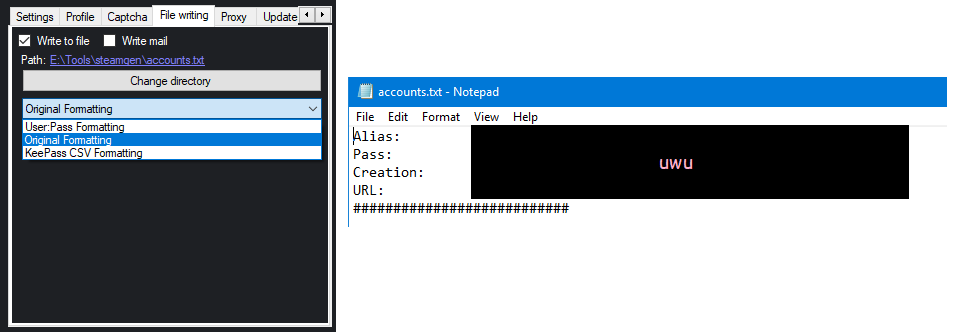 Settings Profile Captcha File writing Proxy Update
Write to file Write mail
Path: E:\Tools\steamgen\accounts.txt
Change directory
Original Formatting
User:Pass Formatting
Original Formatting
KeePass CSV Formatting
accounts.txt - Notepad
File Edit Format View Help
Alias:
Pass:
uwu
Creation:
URL:
###########################